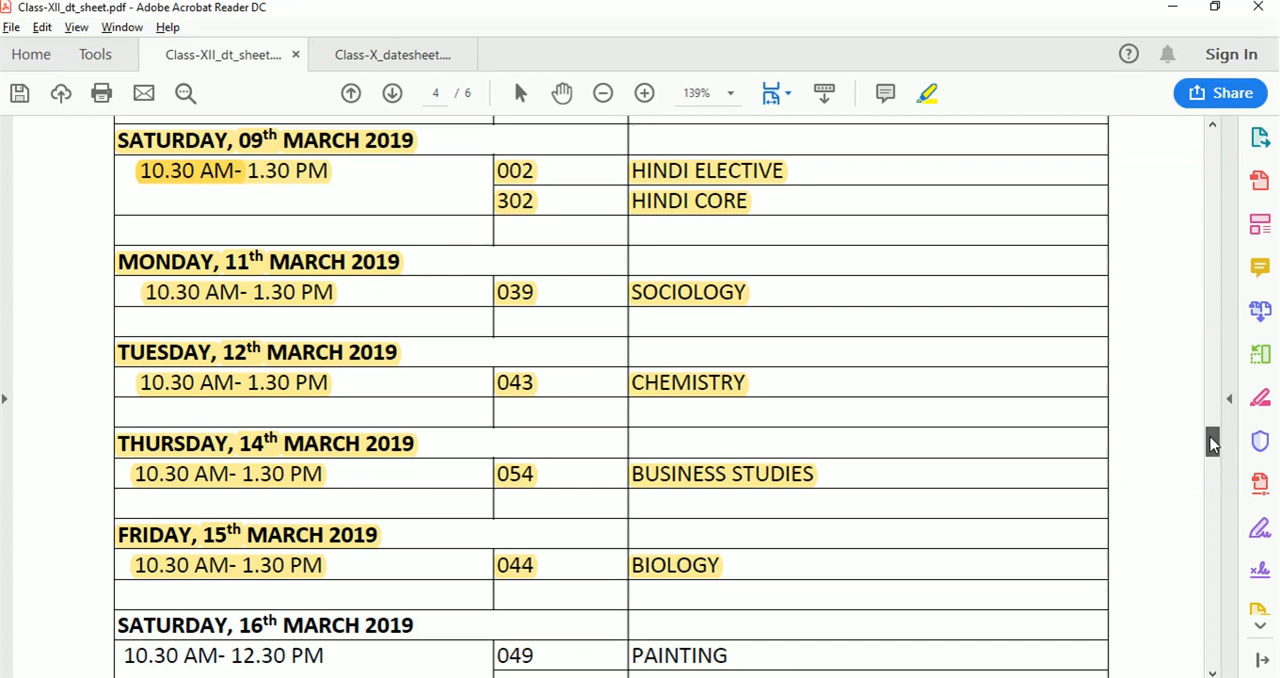 Class-XII_dt_sheet.pdf - Adobe Acrobat Reader DC
File Edit View Window Help
Home Tools Class-XII_dt_sheet.... × Class-X_datesheet.... Sign In
4 / 6 139% Share
SATURDAY, 09th MARCH 2019
10.30 AM- 1.30 PM 002 HINDI ELECTIVE
302 HINDI CORE
MONDAY, 11th MARCH 2019
10.30 AM- 1.30 PM 039 SOCIOLOGY
TUESDAY, 12th MARCH 2019
10.30 AM- 1.30 PM 043 CHEMISTRY
THURSDAY, 14th MARCH 2019
10.30 AM- 1.30 PM 054 BUSINESS STUDIES
FRIDAY, 15th MARCH 2019
10.30 AM- 1.30 PM 044 BIOLOGY
SATURDAY, 16th MARCH 2019
10.30 AM- 12.30 PM 049 PAINTING